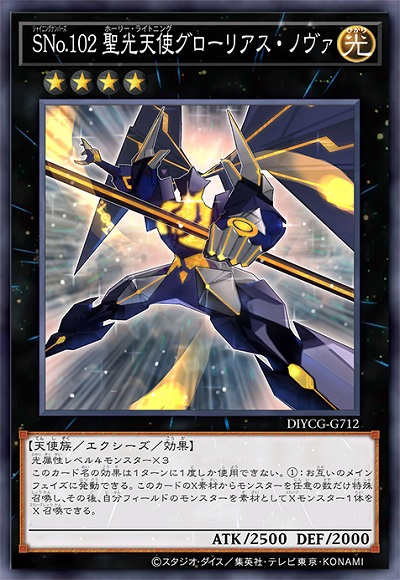 シャイニングナンバーズ ホーリー・ライトニング
SNo.102 聖光天使グローリアス・ノヴァ
光
DIYCG-G712
【天使族／エクシーズ／効果】
光属性レベル４モンスター×３
このカード名の効果は１ターンに１度しか使用できない。①：お互いのメイン
フェイズに発動できる。このカードのX素材からモンスターを任意の数だけ特殊
召喚し、その後、自分フィールドのモンスターを素材としてXモンスター１体を
X召喚できる。
ATK/2500 DEF/2000
©スタジオ・ダイス／集英社・テレビ東京・KONAMI